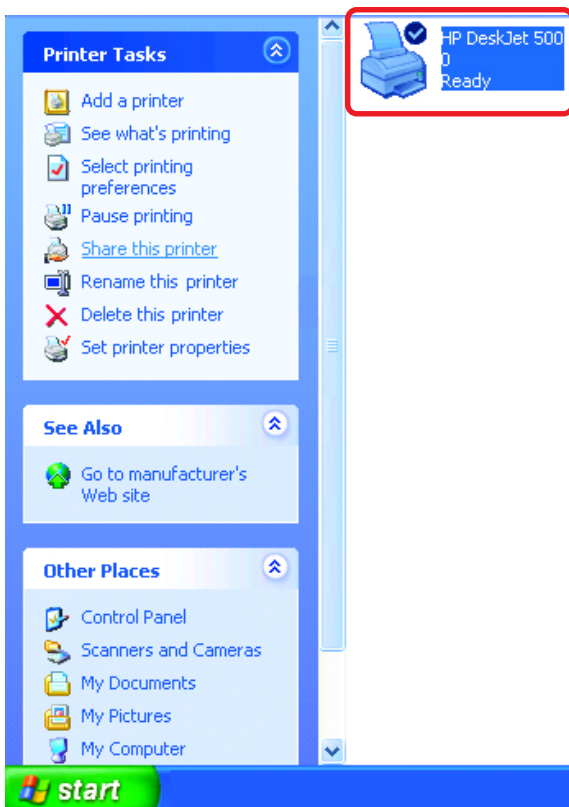 Printer Tasks
Add a printer
See what's printing
Select printing
preferences
Pause printing
Share this printer
Rename this printer
Delete this printer
Set printer properties
See Also
Go to manufacturer's
Web site
Other Places
Control Panel
Scanners and Cameras
My Documents
My Pictures
My Computer
HP DeskJet 500
0
Ready
start